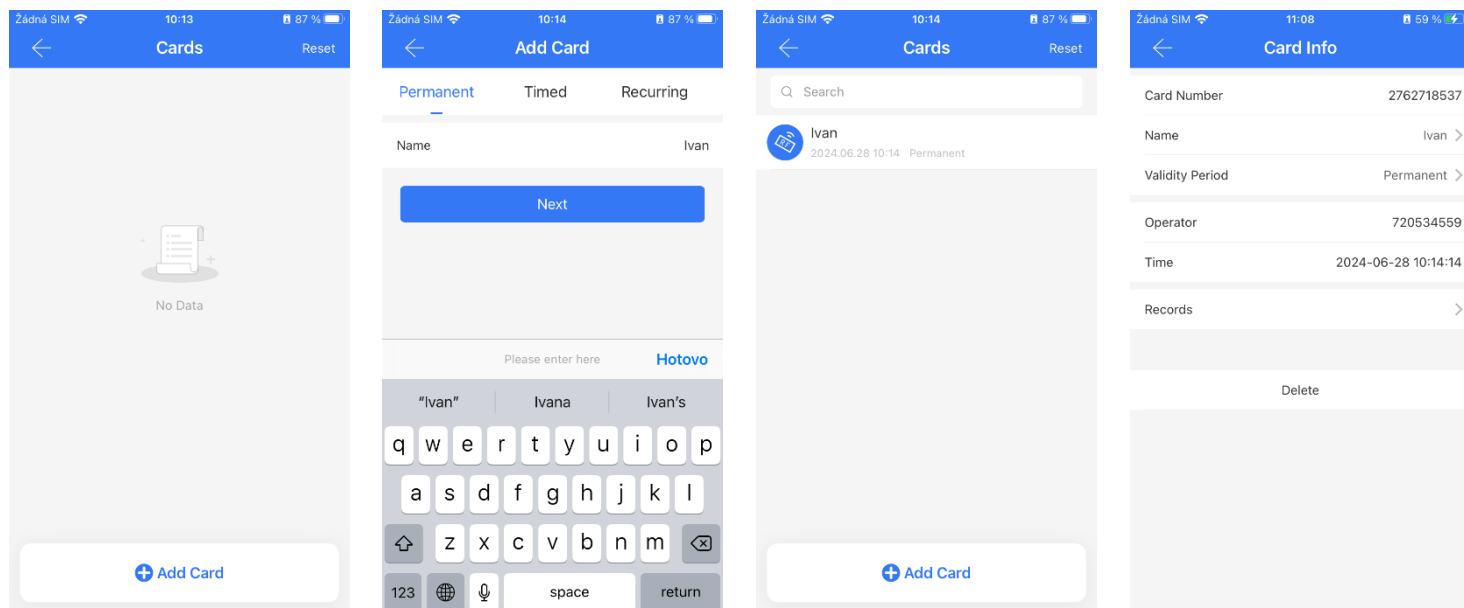 Žádná SIM 10:13 87 %
Cards Reset
No Data
Add Card
Žádná SIM 10:14 87 %
Add Card
Permanent Timed Recurring
Name Ivan
Next
Please enter here Hotovo
"Ivan" Ivana Ivan's
q w e r t y u i o p
a s d f g h j k l
z x c v b n m
123 space return
Žádná SIM 10:14 87 %
Cards Reset
Search
Ivan
2024.06.28 10:14 Permanent
Add Card
Žádná SIM 11:08 59 %
Card Info
Card Number 2762718537
Name Ivan
Validity Period Permanent
Operator 720534559
Time 2024-06-28 10:14:14
Records
Delete